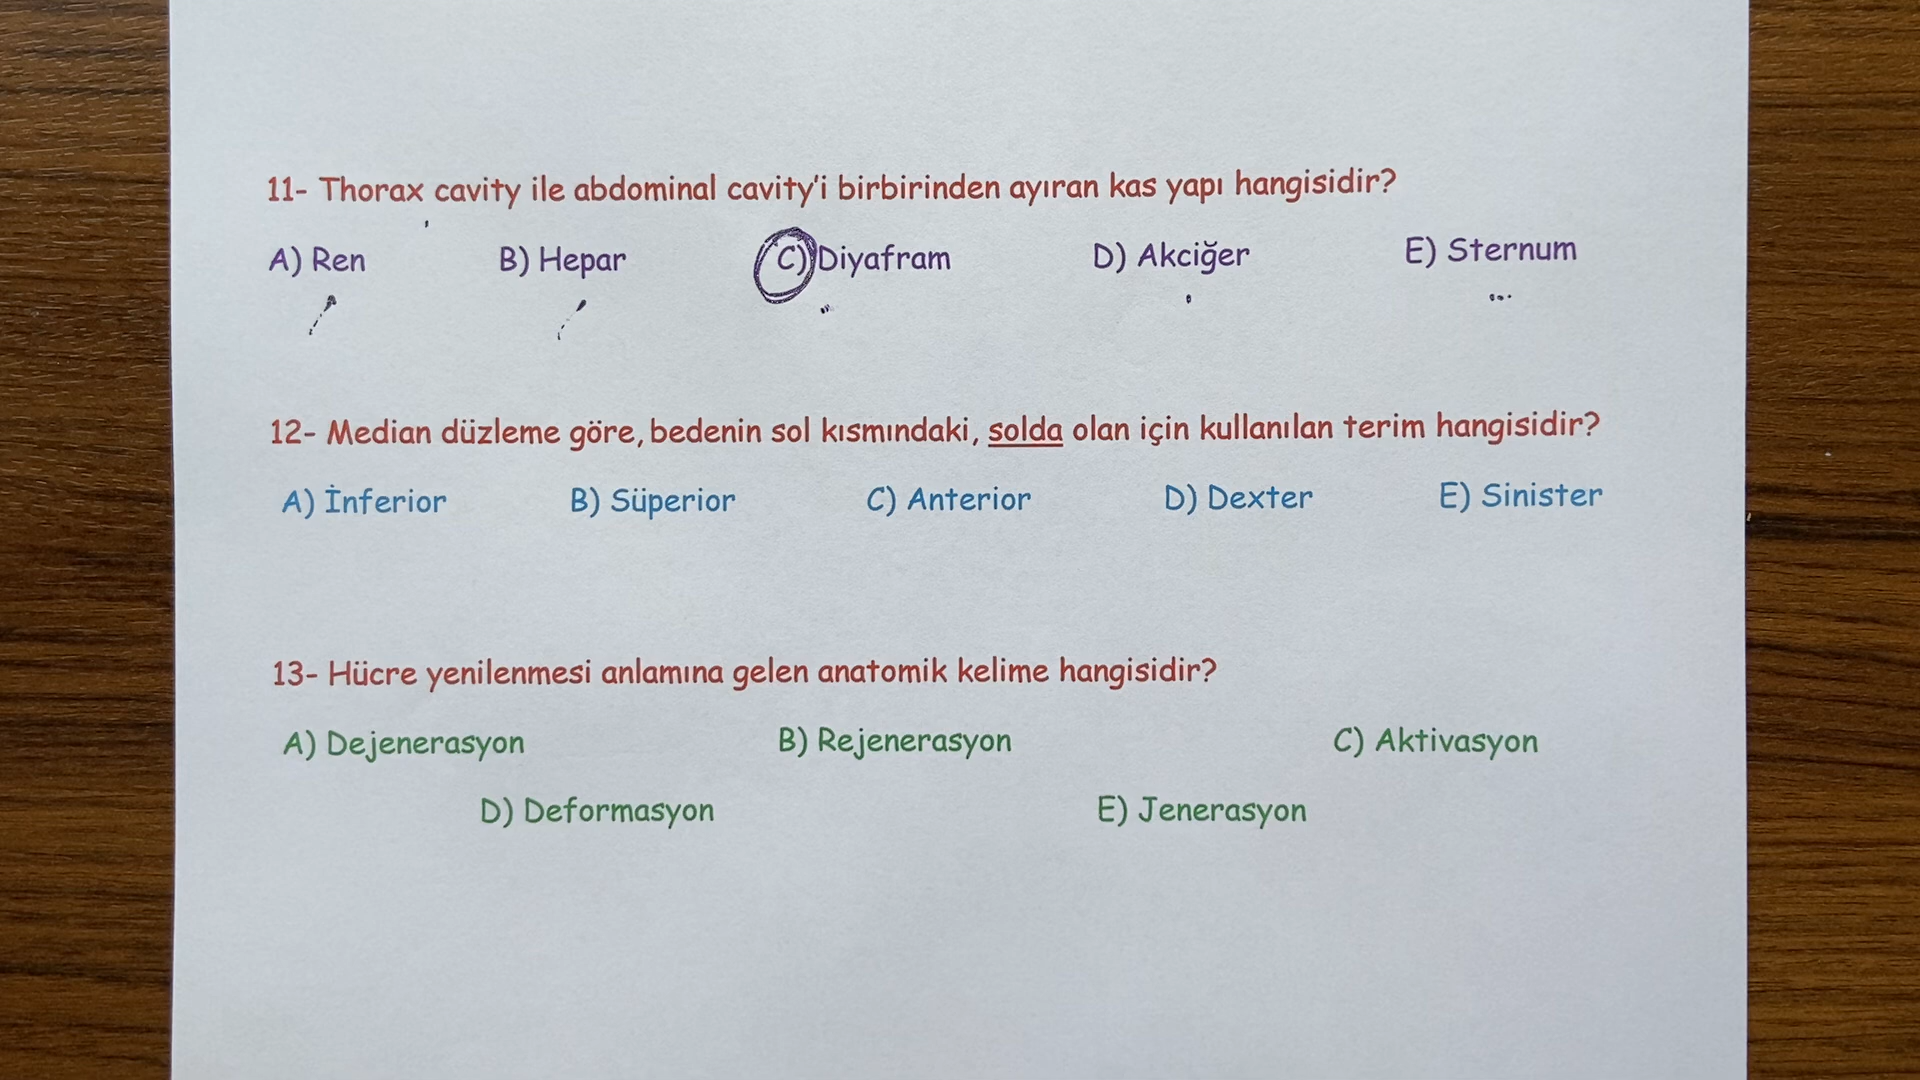 11- Thorax cavity ile abdominal cavity'i birbirinden ayıran kas yapı hangisidir?
A) Ren B) Hepar C) Diyafram D) Akciğer E) Sternum
12- Median düzleme göre, bedenin sol kısmındaki, solda olan için kullanılan terim hangisidir?
A) İnferior B) Süperior C) Anterior D) Dexter E) Sinister
13- Hücre yenilenmesi anlamına gelen anatomik kelime hangisidir?
A) Dejenerasyon B) Rejenerasyon C) Aktivasyon
D) Deformasyon E) Jenerasyon